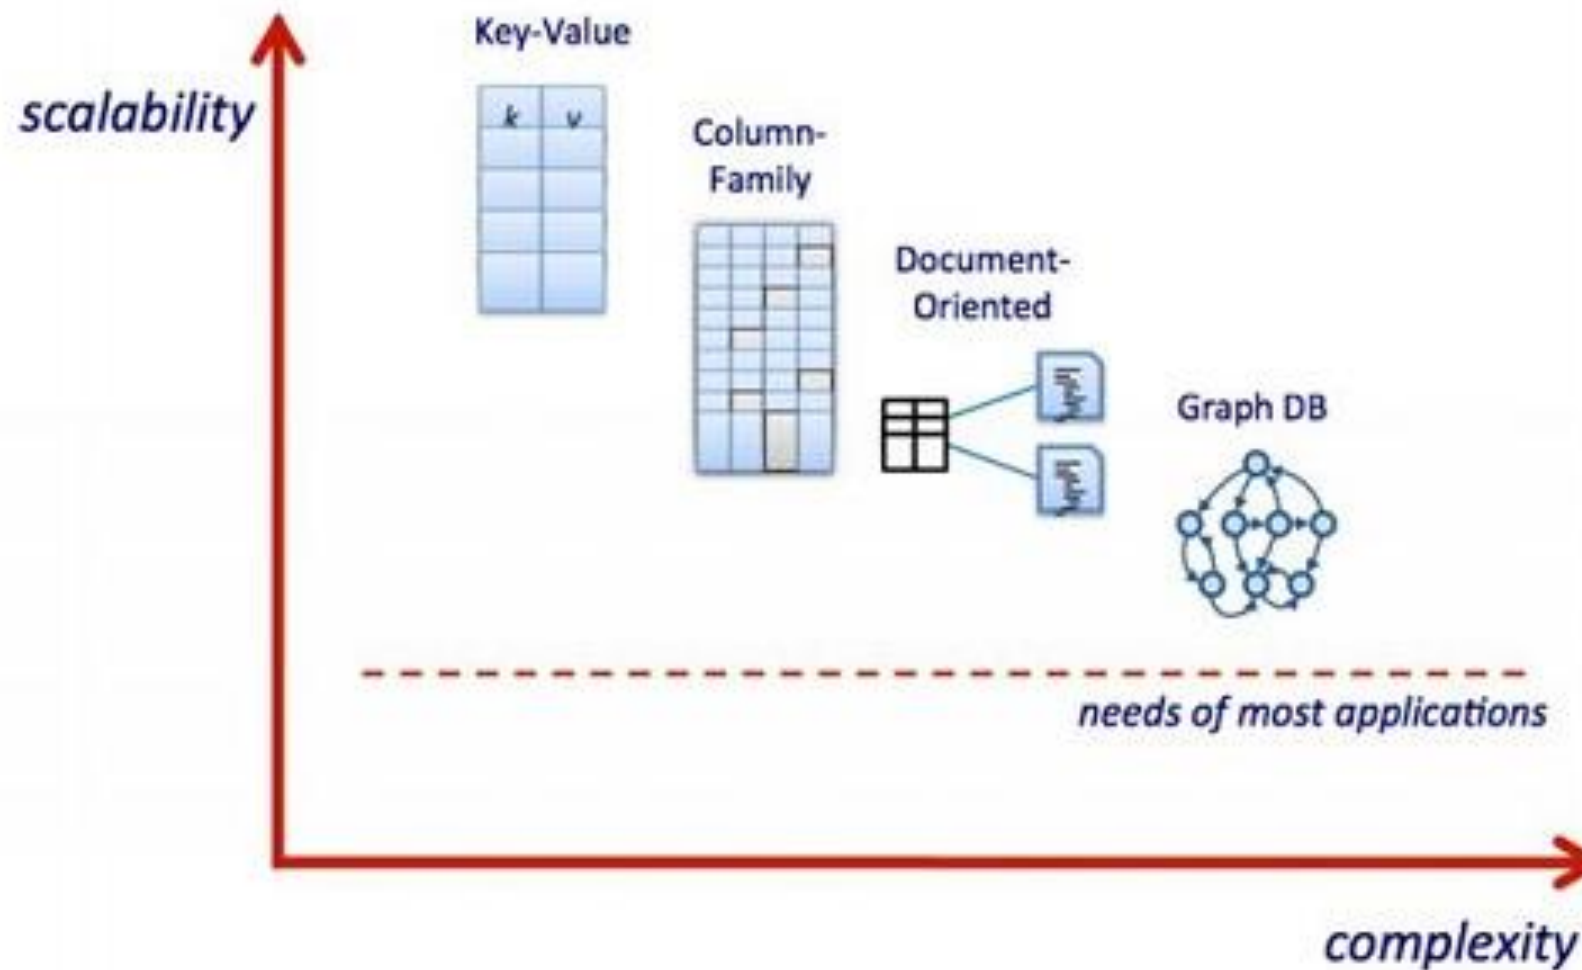 Key-Value
scalability
k v
Column-
Family
Document-
Oriented
Graph DB
needs of most applications
complexity